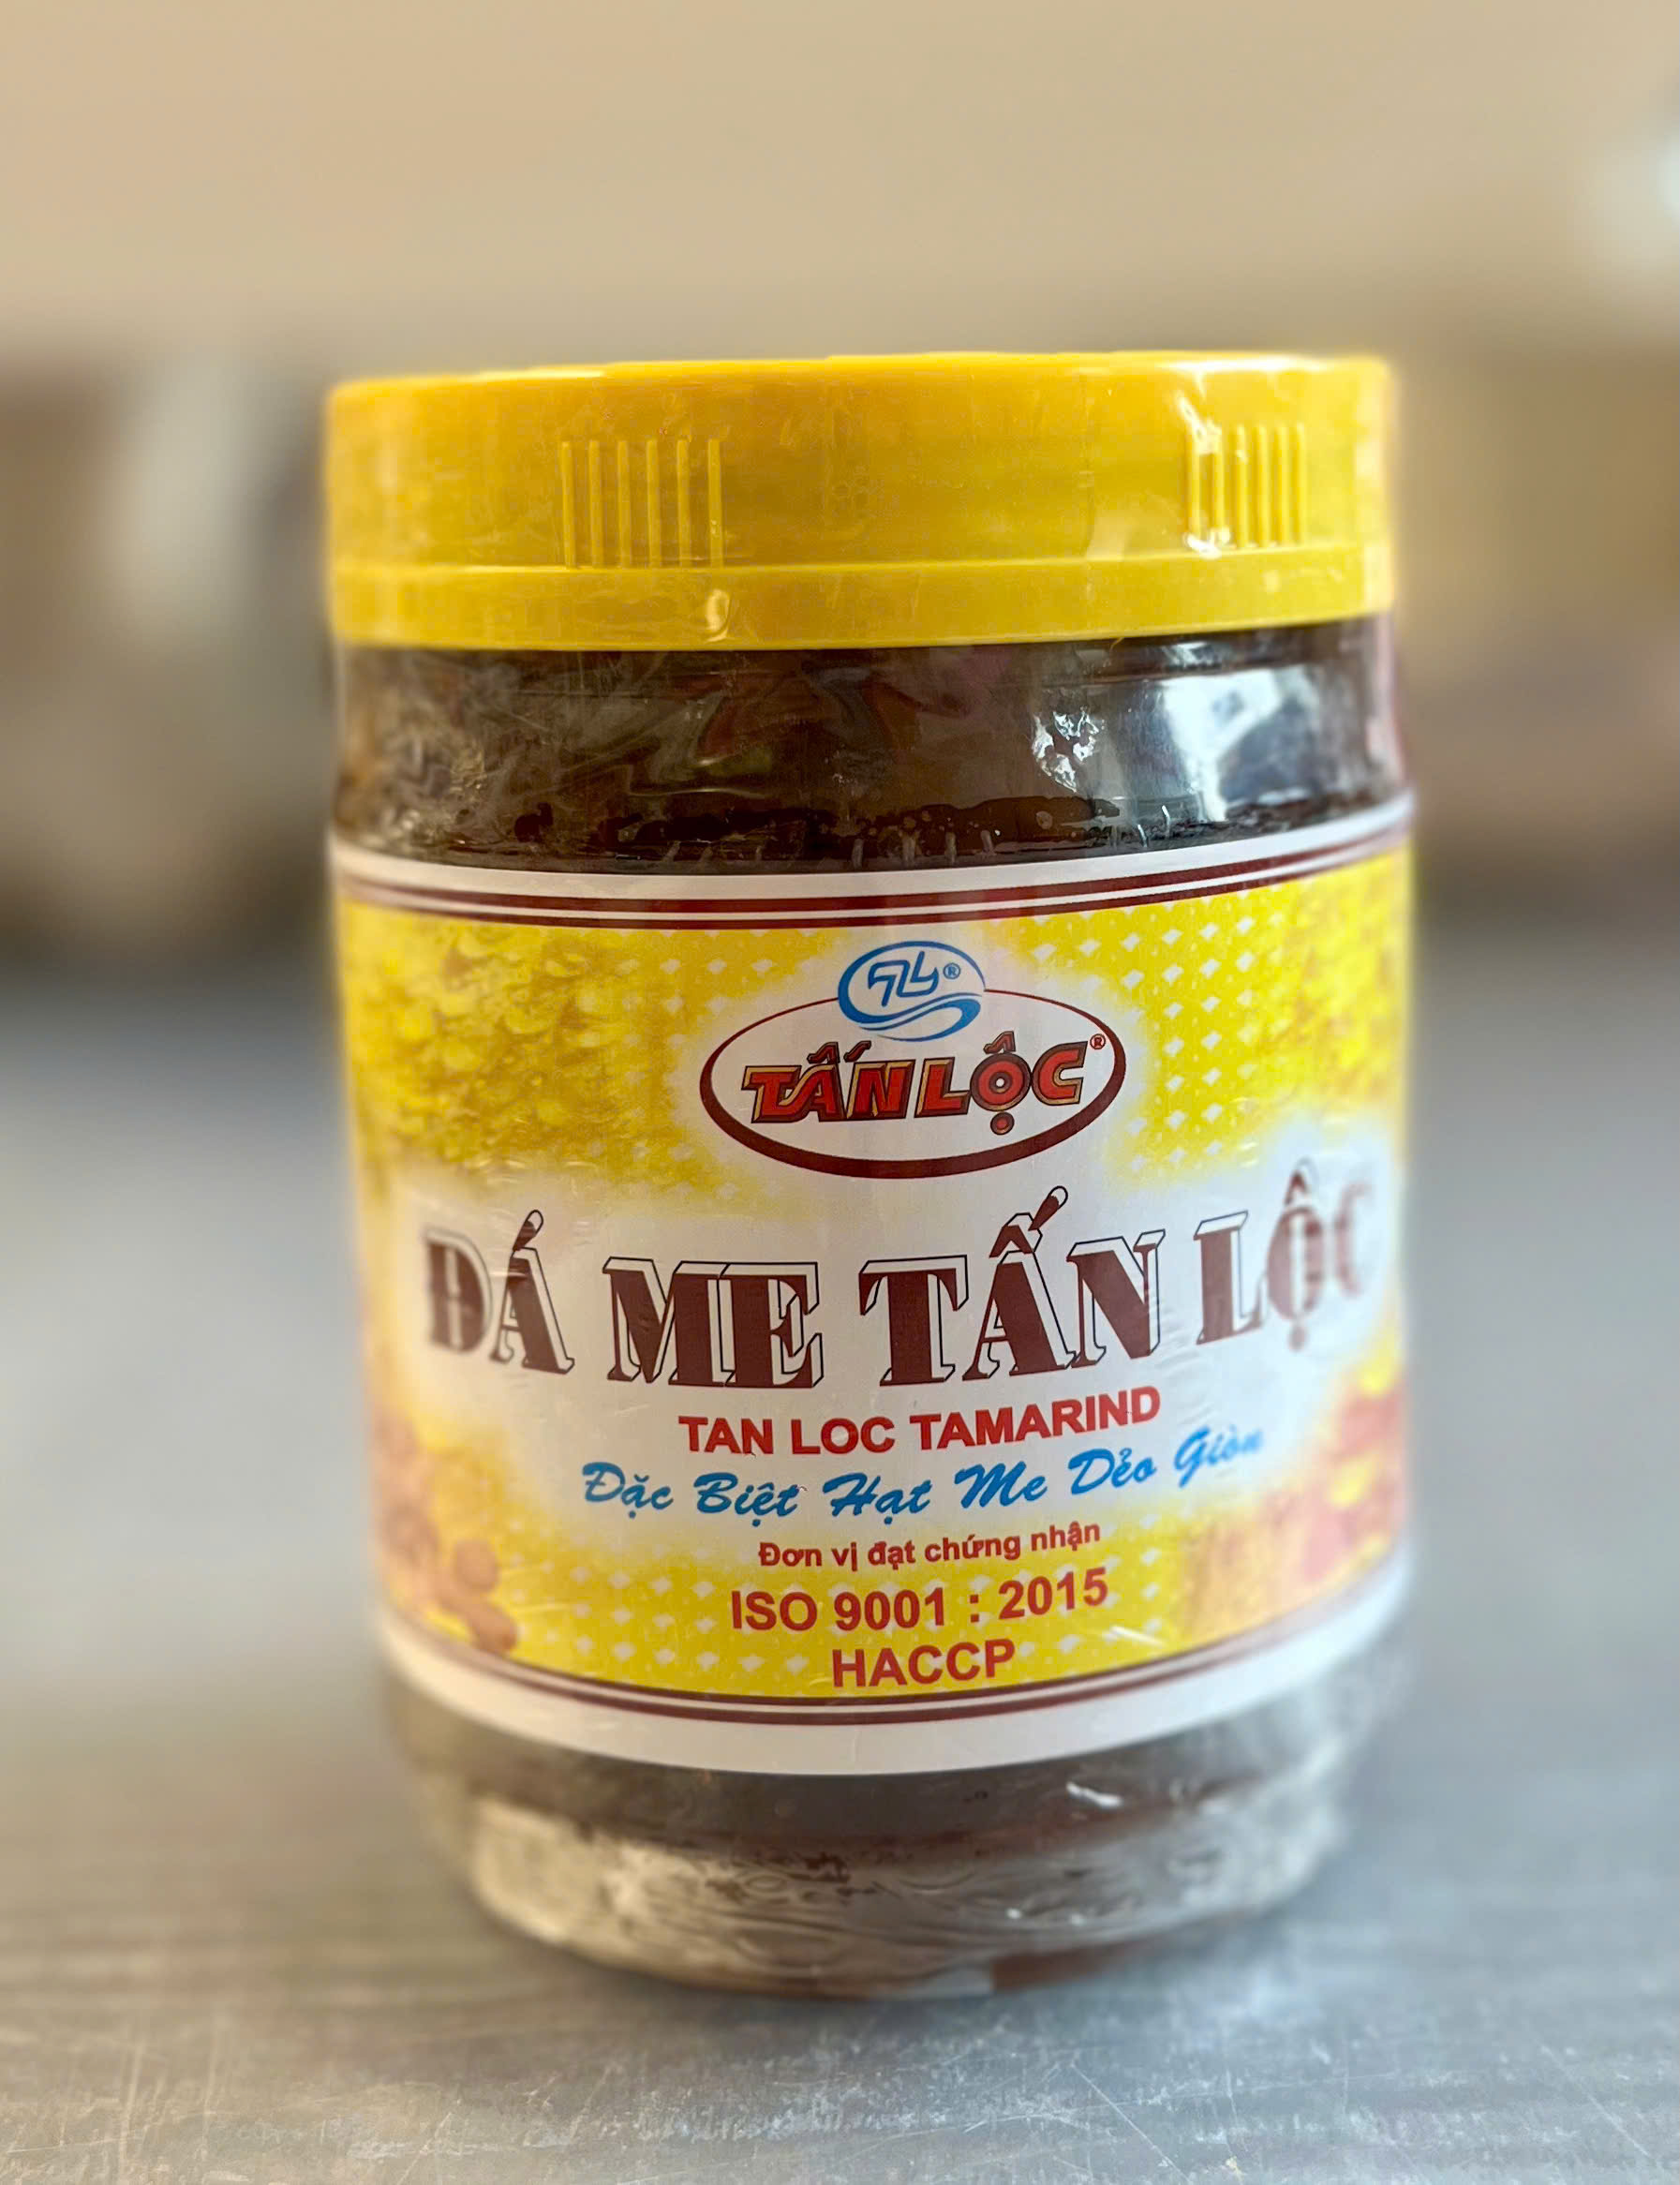 ®
TẤN LỘC®
ĐÁ ME TẤN LỘC
TAN LOC TAMARIND
Đặc Biệt Hạt Me Dẻo Giòn
Đơn vị đạt chứng nhận
ISO 9001 : 2015
HACCP